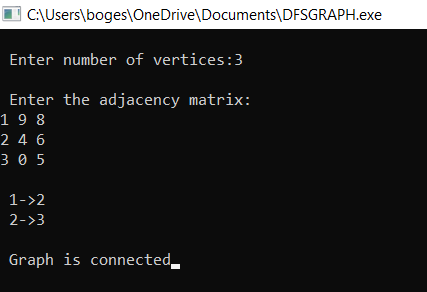 C:\Users\boges\OneDrive\Documents\DFSGRAPH.exe
Enter number of vertices:3
Enter the adjacency matrix:
1 9 8
2 4 6
3 0 5
1->2
2->3
Graph is connected